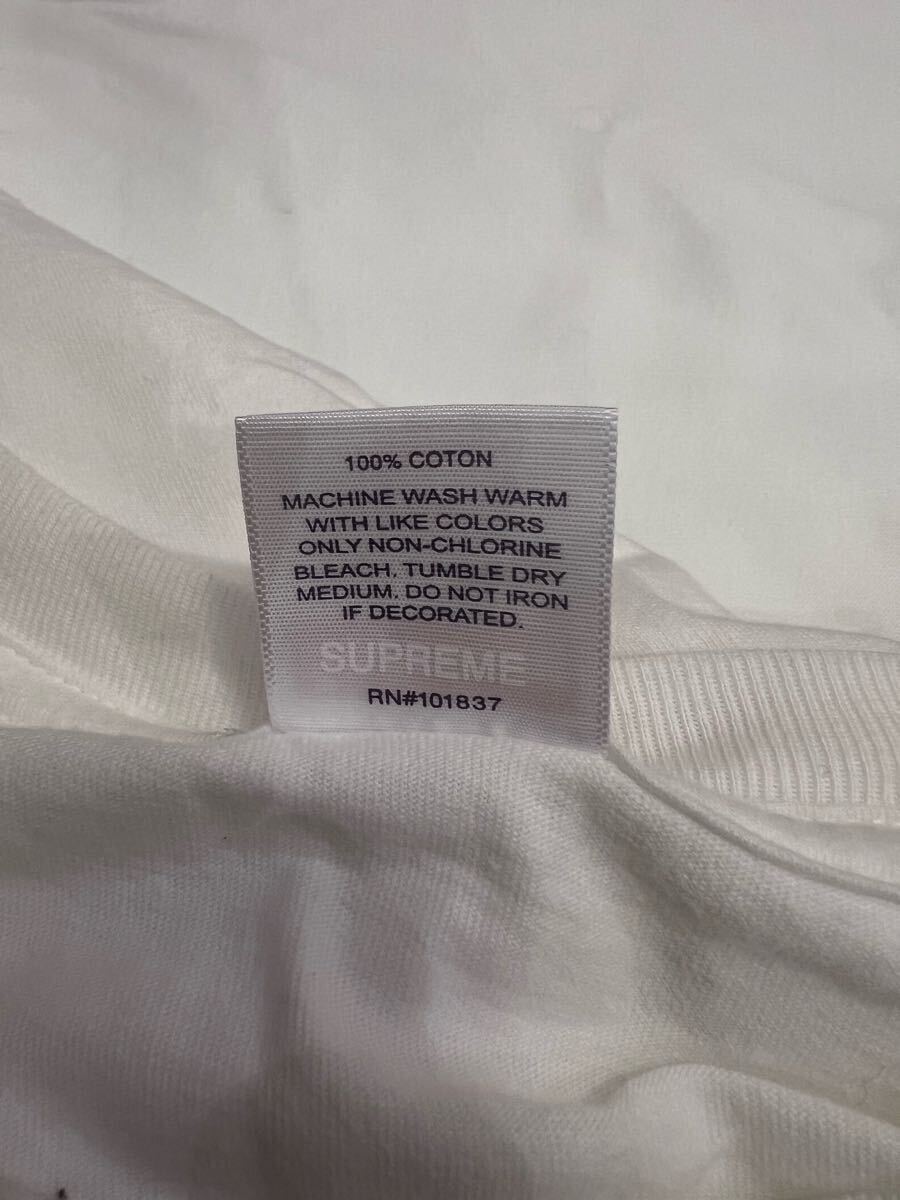 100% COTON
MACHINE WASH WARM
WITH LIKE COLORS
ONLY NON-CHLORINE
BLEACH. TUMBLE DRY
MEDIUM. DO NOT IRON
IF DECORATED.
SUPREME
RN#101837